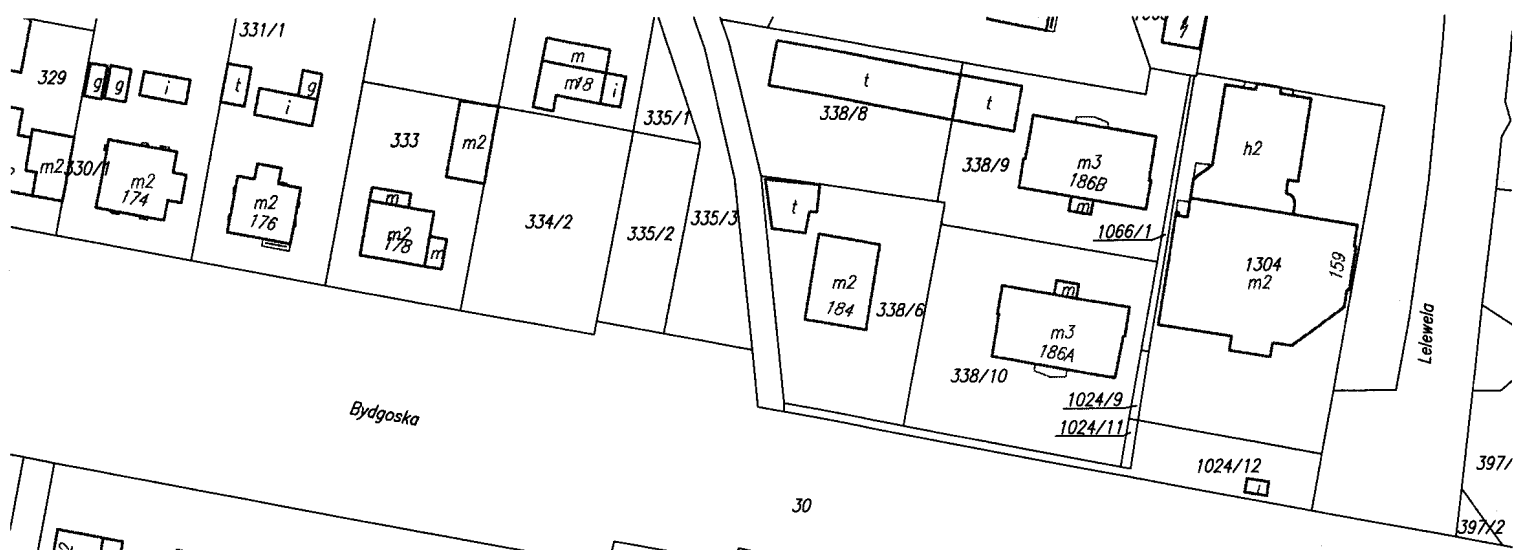 331/1
329
g
g
i
t
i
g
m
m
18
i
335/1
t
338/8
t
333
m2
338/9
m3
186B
m
h2
m2
330/1
m2
174
m2
176
m
m2
178
m
334/2
335/2
335/3
t
1066/1
m2
184
338/6
1304
m2
159
m
m3
186A
338/10
Lelewela
Bydgoska
1024/9
1024/11
1024/12
i
397/
30
397/2